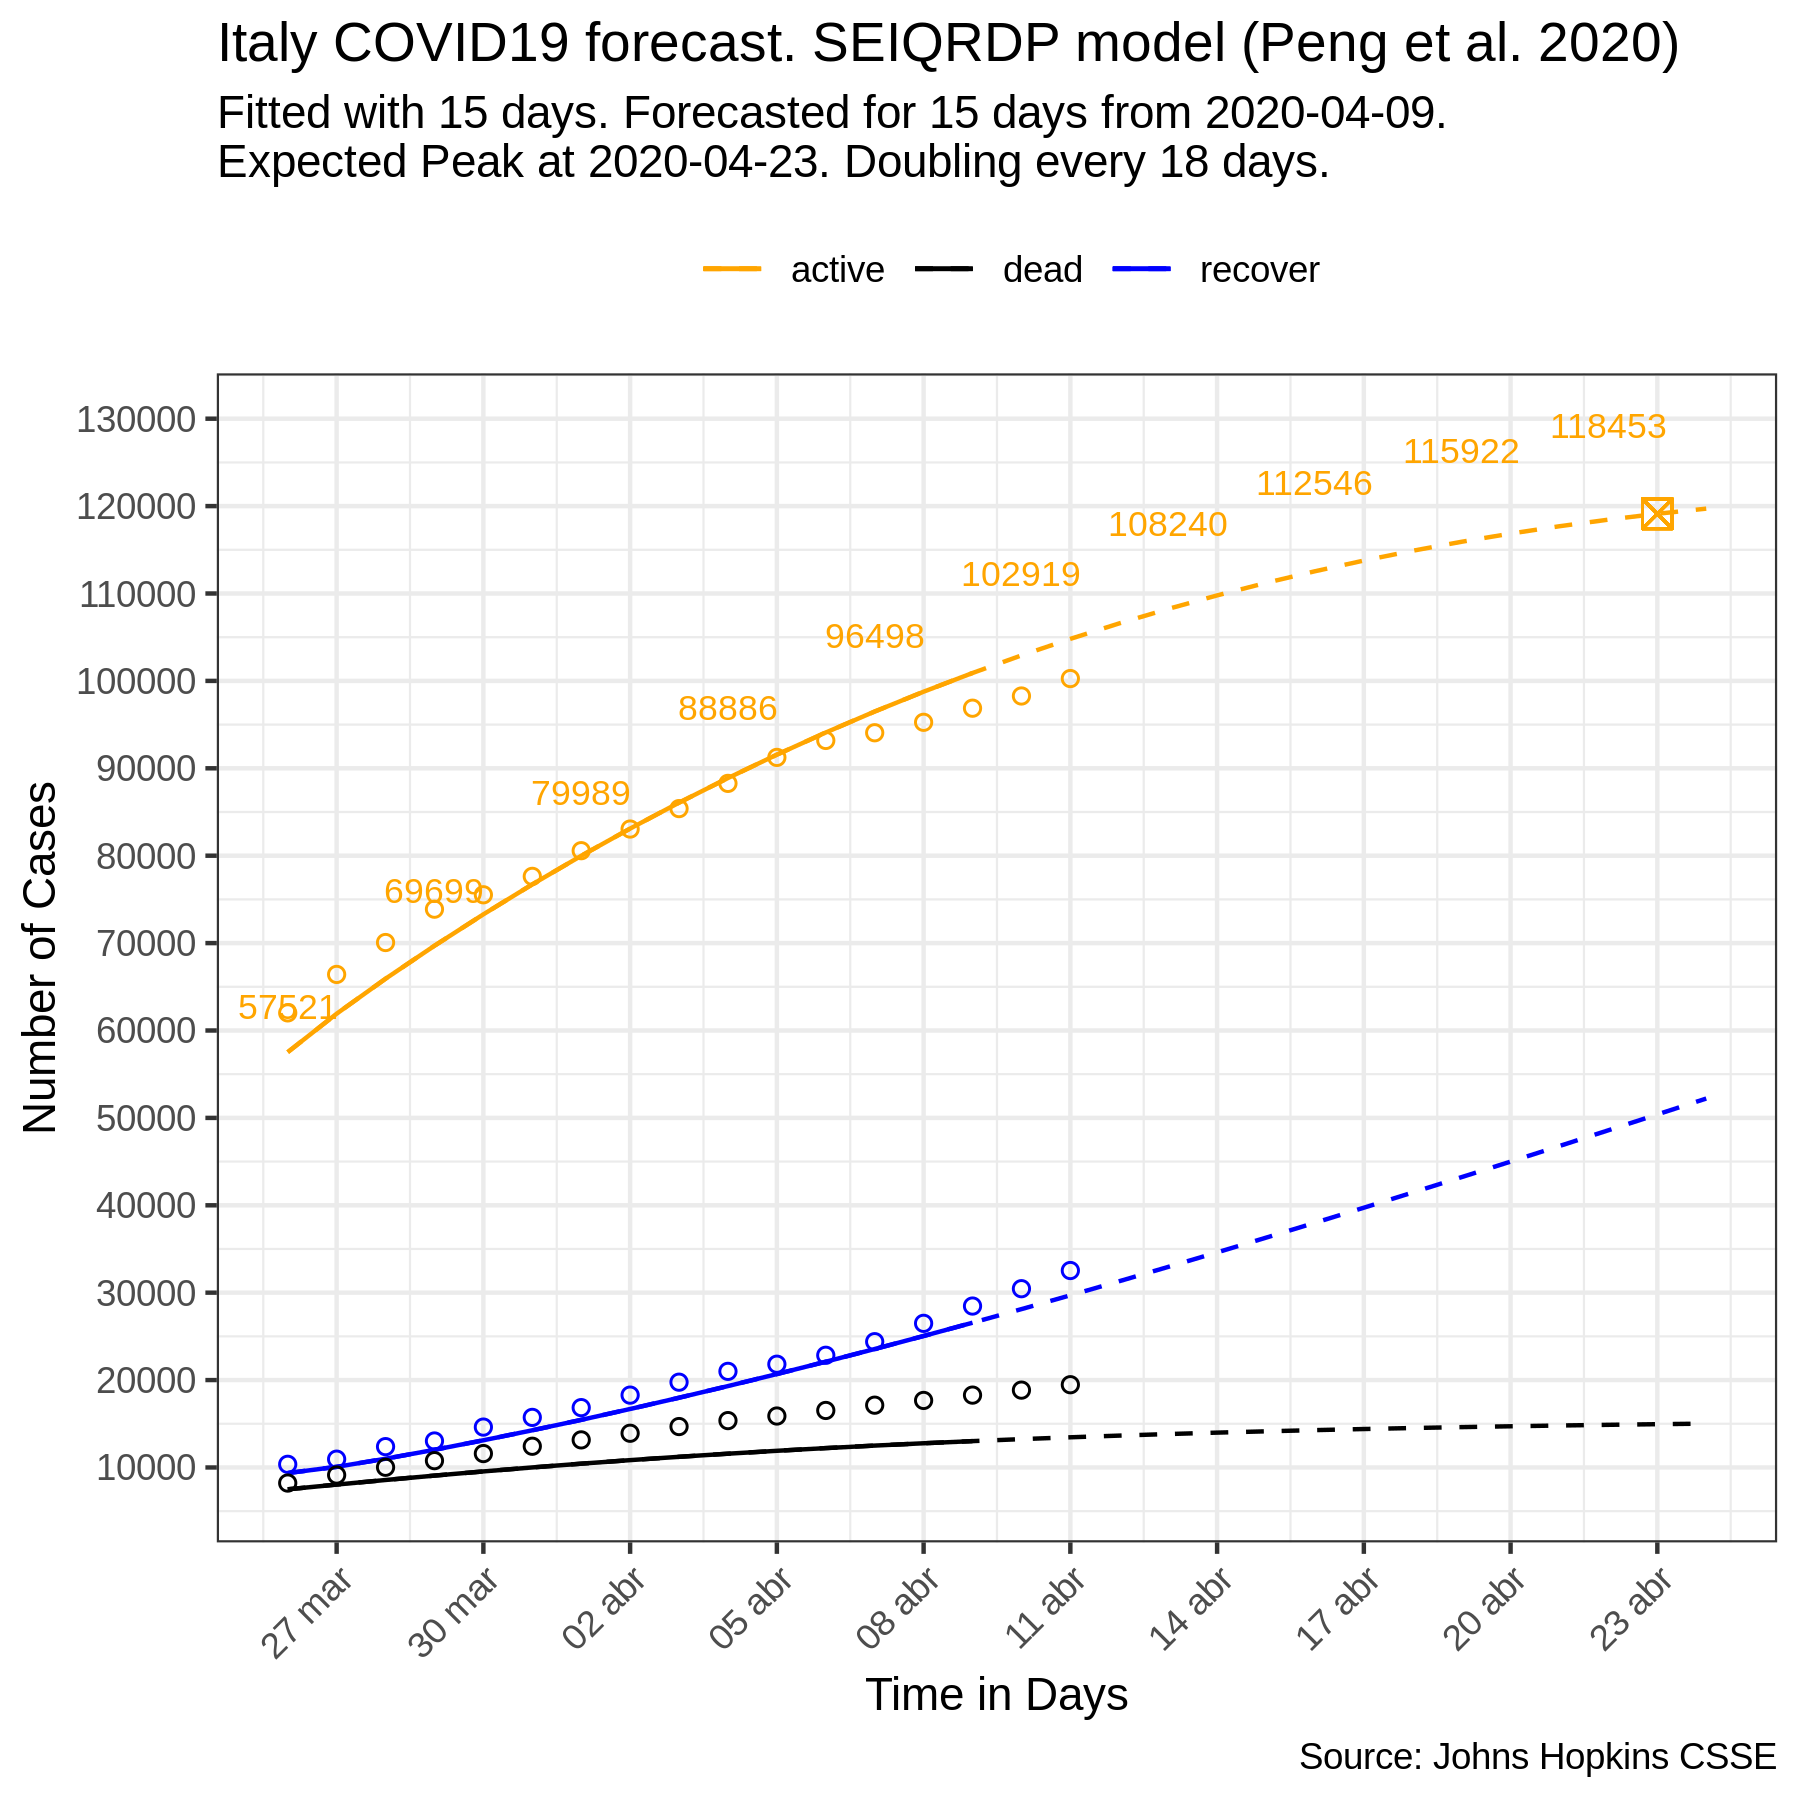 Italy COVID19 forecast. SEIQRDP model (Peng et al. 2020)
Fitted with 15 days. Forecasted for 15 days from 2020-04-09.
Expected Peak at 2020-04-23. Doubling every 18 days.
active dead recover
Number of Cases
130000
120000
110000
100000
90000
80000
70000
60000
50000
40000
30000
20000
10000
118453
115922
112546
108240
102919
96498
88886
79989
69699
57521
27 mar 30 mar 02 abr 05 abr 08 abr 11 abr 14 abr 17 abr 20 abr 23 abr
Time in Days
Source: Johns Hopkins CSSE